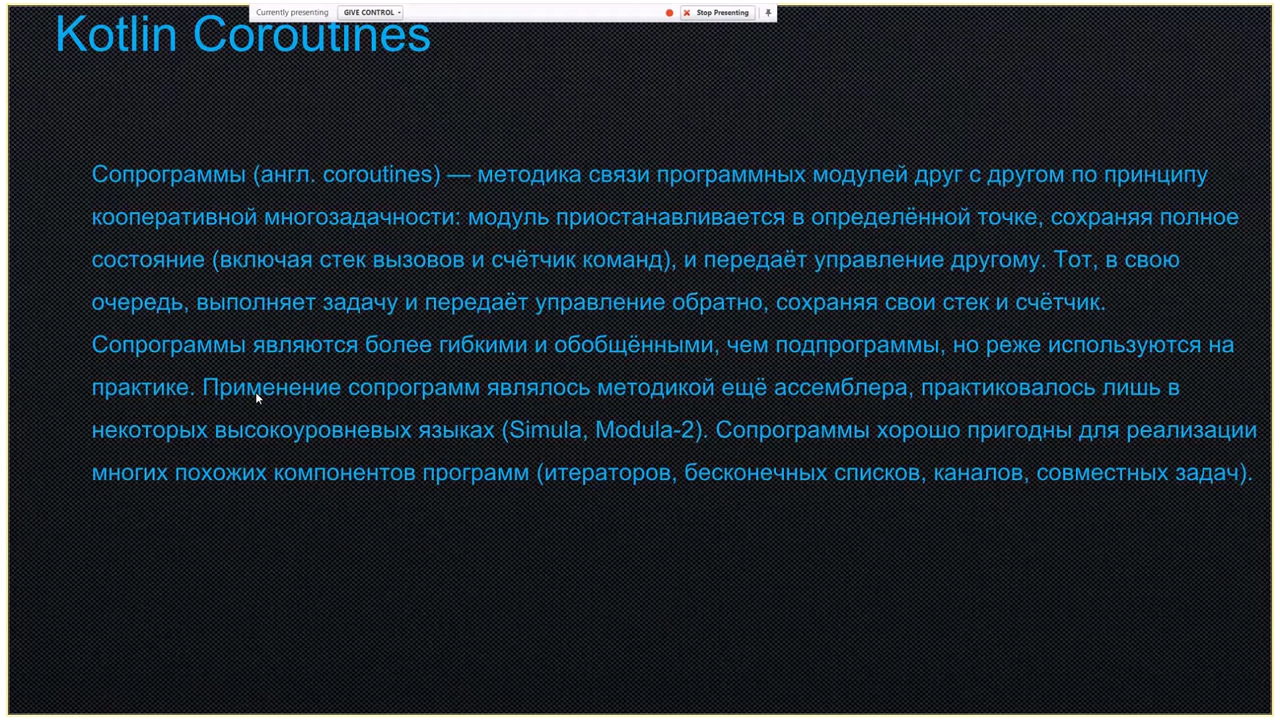 Currently presenting GIVE CONTROL Stop Presenting
Kotlin Coroutines
Сопрограммы (англ. coroutines) — методика связи программных модулей друг с другом по принципу
кооперативной многозадачности: модуль приостанавливается в определённой точке, сохраняя полное
состояние (включая стек вызовов и счётчик команд), и передаёт управление другому. Тот, в свою
очередь, выполняет задачу и передаёт управление обратно, сохраняя свои стек и счётчик.
Сопрограммы являются более гибкими и обобщёнными, чем подпрограммы, но реже используются на
практике. Применение сопрограмм являлось методикой ещё ассемблера, практиковалось лишь в
некоторых высокоуровневых языках (Simula, Modula-2). Сопрограммы хорошо пригодны для реализации
многих похожих компонентов программ (итераторов, бесконечных списков, каналов, совместных задач).